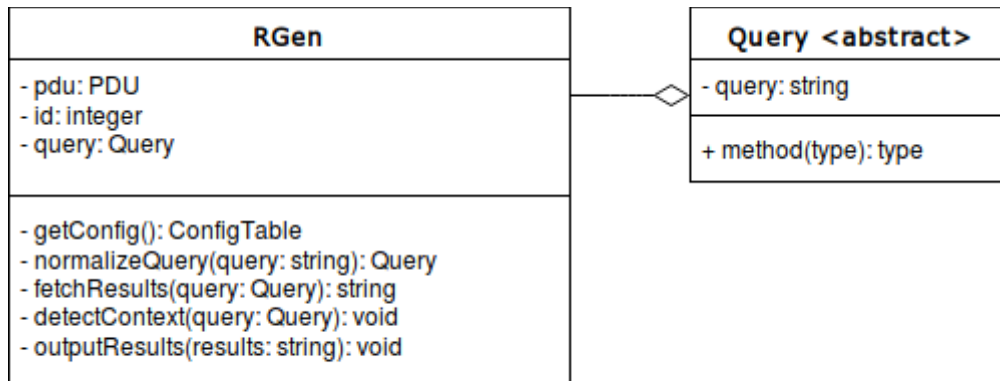 RGen
- pdu: PDU
- id: integer
- query: Query
- getConfig(): ConfigTable
- normalizeQuery(query: string): Query
- fetchResults(query: Query): string
- detectContext(query: Query): void
- outputResults(results: string): void
Query <abstract>
- query: string
+ method(type): type